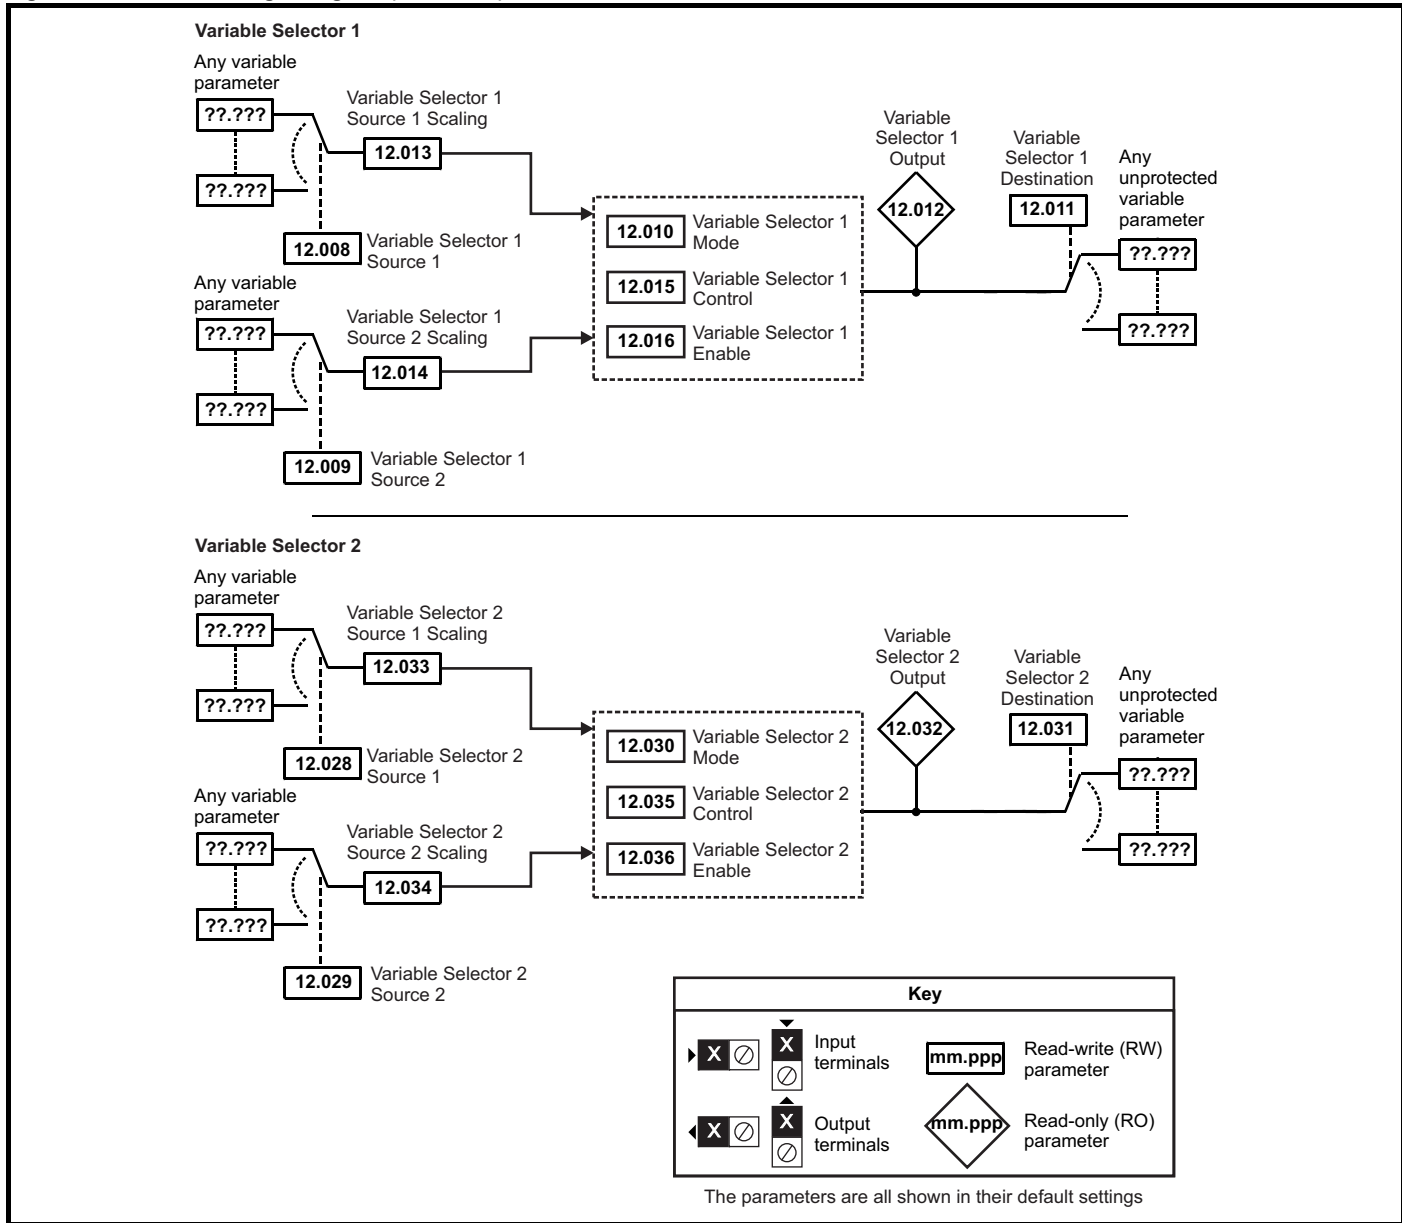 Variable Selector 1
Any variable
parameter
??.???
??.???
Variable Selector 1
Source 1 Scaling
12.013
12.008
Variable Selector 1
Source 1
Any variable
parameter
??.???
??.???
Variable Selector 1
Source 2 Scaling
12.014
12.009
Variable Selector 1
Source 2
12.010
Variable Selector 1
Mode
12.015
Variable Selector 1
Control
12.016
Variable Selector 1
Enable
Variable
Selector 1
Output
12.012
Variable
Selector 1
Destination
12.011
Any
unprotected
variable
parameter
??.???
??.???
Variable Selector 2
Any variable
parameter
??.???
??.???
Variable Selector 2
Source 1 Scaling
12.033
12.028
Variable Selector 2
Source 1
Any variable
parameter
??.???
??.???
Variable Selector 2
Source 2 Scaling
12.034
12.029
Variable Selector 2
Source 2
12.030
Variable Selector 2
Mode
12.035
Variable Selector 2
Control
12.036
Variable Selector 2
Enable
Variable
Selector 2
Output
12.032
Variable
Selector 2
Destination
12.031
Any
unprotected
variable
parameter
??.???
??.???
Key
X
X
Input
terminals
mm.ppp
Read-write (RW)
parameter
X
X
Output
terminals
mm.ppp
Read-only (RO)
parameter
The parameters are all shown in their default settings